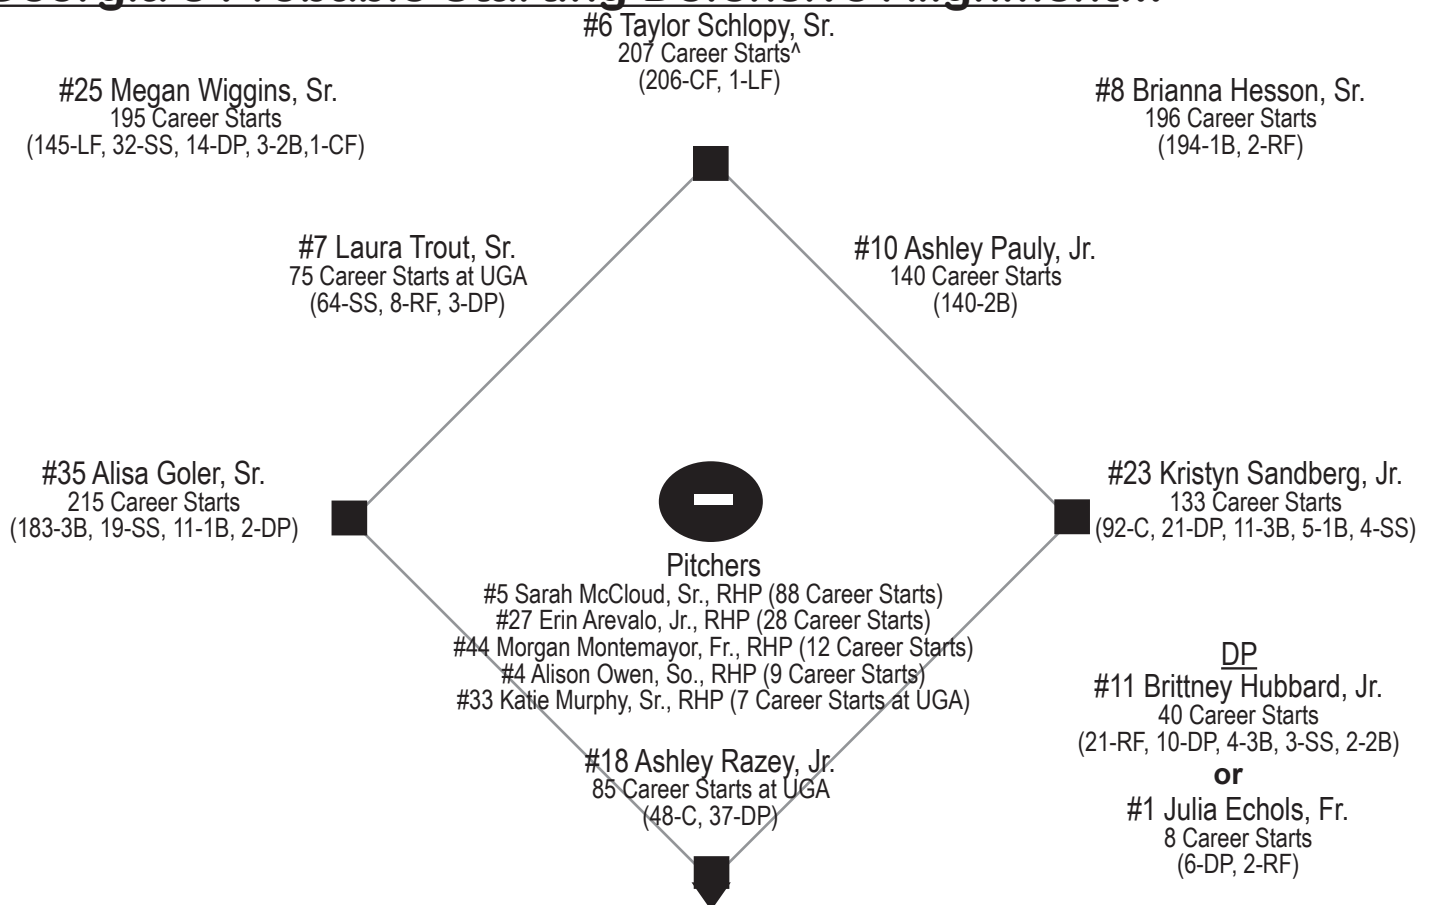 #6 Taylor Schlopy, Sr.
207 Career Starts^
(206-CF, 1-LF)
#25 Megan Wiggins, Sr.
195 Career Starts
(145-LF, 32-SS, 14-DP, 3-2B,1-CF)
#8 Brianna Hesson, Sr.
196 Career Starts
(194-1B, 2-RF)
#7 Laura Trout, Sr.
75 Career Starts at UGA
(64-SS, 8-RF, 3-DP)
#10 Ashley Pauly, Jr.
140 Career Starts
(140-2B)
#35 Alisa Goler, Sr.
215 Career Starts
(183-3B, 19-SS, 11-1B, 2-DP)
#23 Kristyn Sandberg, Jr.
133 Career Starts
(92-C, 21-DP, 11-3B, 5-1B, 4-SS)
Pitchers
#5 Sarah McCloud, Sr., RHP (88 Career Starts)
#27 Erin Arevalo, Jr., RHP (28 Career Starts)
#44 Morgan Montemayor, Fr., RHP (12 Career Starts)
#4 Alison Owen, So., RHP (9 Career Starts)
#33 Katie Murphy, Sr., RHP (7 Career Starts at UGA)
#18 Ashley Razey, Jr.
85 Career Starts at UGA
(48-C, 37-DP)
DP
#11 Brittney Hubbard, Jr.
40 Career Starts
(21-RF, 10-DP, 4-3B, 3-SS, 2-2B)
or
#1 Julia Echols, Fr.
8 Career Starts
(6-DP, 2-RF)